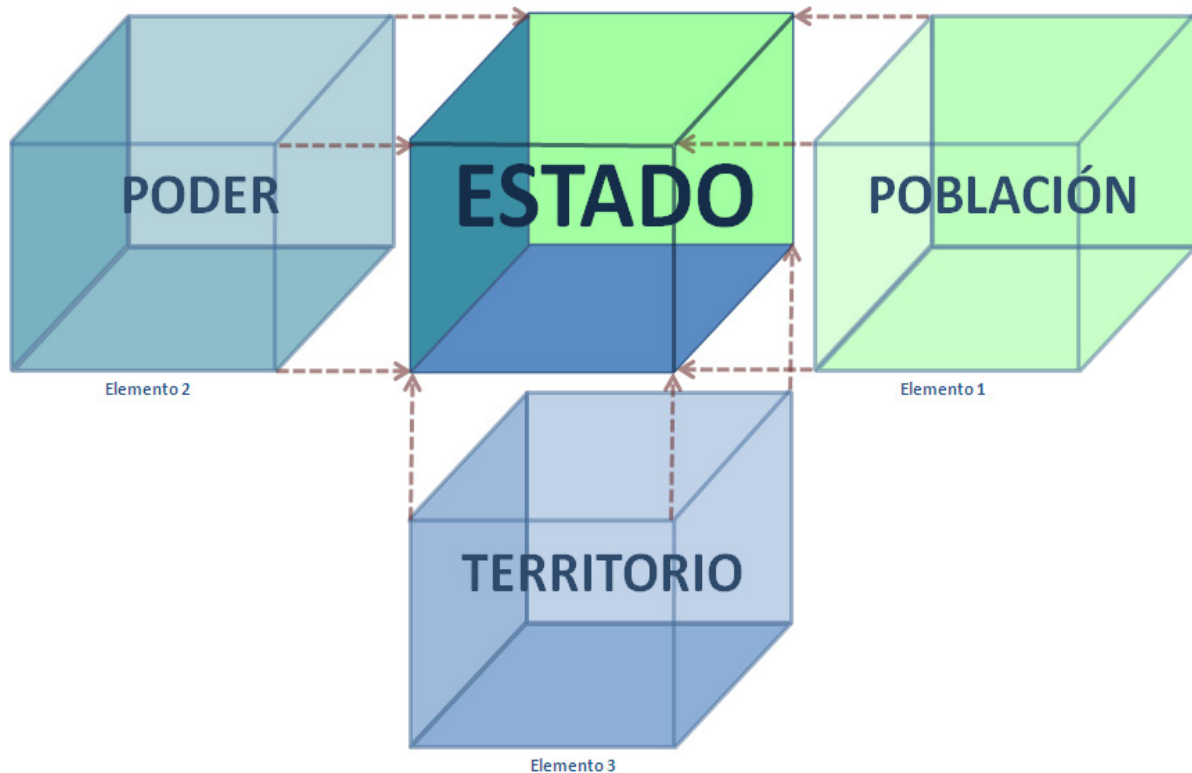 PODER
ESTADO
POBLACIÓN
Elemento 2
Elemento 1
TERRITORIO
Elemento 3